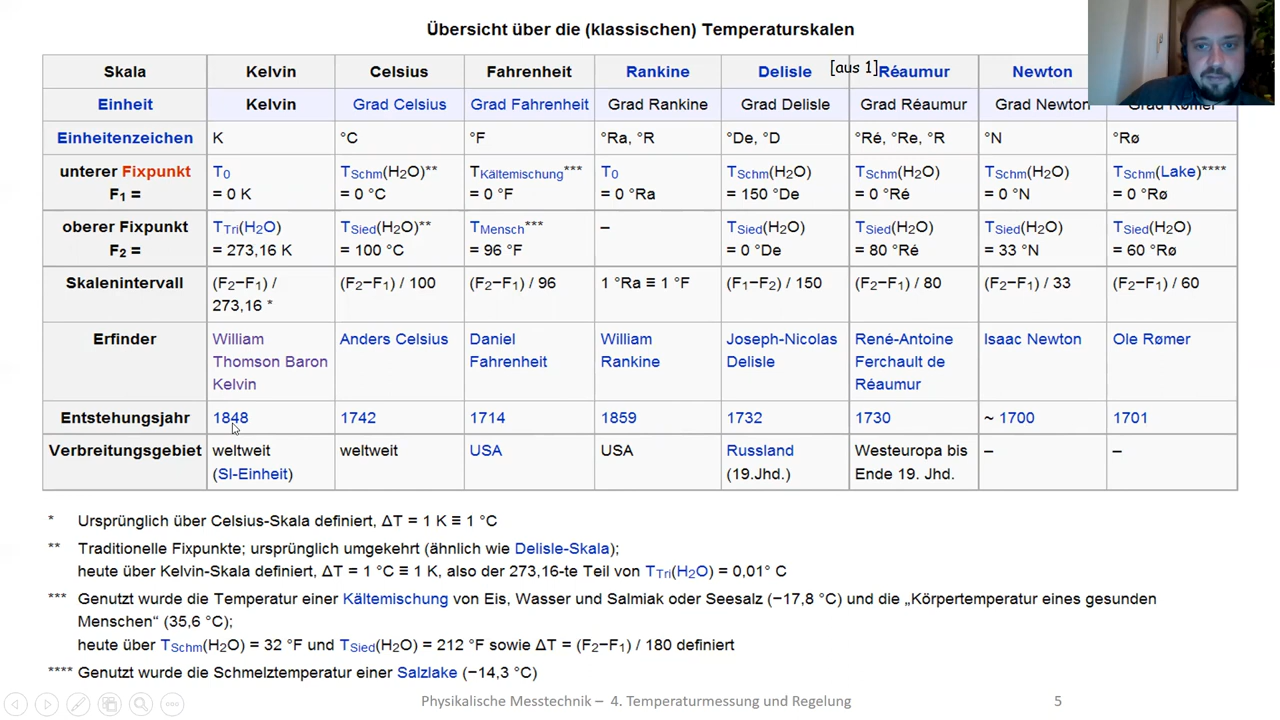 Übersicht über die (klassischen) Temperaturskalen
[aus 1]
Skala Kelvin Celsius Fahrenheit Rankine Delisle Réaumur Newton
Einheit Kelvin Grad Celsius Grad Fahrenheit Grad Rankine Grad Delisle Grad Réaumur Grad Newton Grad Rømer
Einheitenzeichen K °C °F °Ra, °R °De, °D °Ré, °Re, °R °N °Rø
unterer Fixpunkt T₀ TSchm(H₂O)** TKältemischung*** T₀ TSchm(H₂O) TSchm(H₂O) TSchm(H₂O) TSchm(Lake)****
F₁ = = 0 K = 0 °C = 0 °F = 0 °Ra = 150 °De = 0 °Ré = 0 °N = 0 °Rø
oberer Fixpunkt TTri(H₂O) TSied(H₂O)** TMensch*** – TSied(H₂O) TSied(H₂O) TSied(H₂O) TSied(H₂O)
F₂ = = 273,16 K = 100 °C = 96 °F = 0 °De = 80 °Ré = 33 °N = 60 °Rø
Skalenintervall (F₂–F₁) / (F₂–F₁) / 100 (F₂–F₁) / 96 1 °Ra ≡ 1 °F (F₁–F₂) / 150 (F₂–F₁) / 80 (F₂–F₁) / 33 (F₂–F₁) / 60
273,16 *
Erfinder William Anders Celsius Daniel William Joseph-Nicolas René-Antoine Isaac Newton Ole Rømer
Thomson Baron Fahrenheit Rankine Delisle Ferchault de
Kelvin Réaumur
Entstehungsjahr 1848 1742 1714 1859 1732 1730 ~ 1700 1701
Verbreitungsgebiet weltweit weltweit USA USA Russland Westeuropa bis – –
(SI-Einheit) (19.Jhd.) Ende 19. Jhd.
* Ursprünglich über Celsius-Skala definiert, ΔT = 1 K ≡ 1 °C
** Traditionelle Fixpunkte; ursprünglich umgekehrt (ähnlich wie Delisle-Skala);
heute über Kelvin-Skala definiert, ΔT = 1 °C ≡ 1 K, also der 273,16-te Teil von TTri(H₂O) = 0,01° C
*** Genutzt wurde die Temperatur einer Kältemischung von Eis, Wasser und Salmiak oder Seesalz (−17,8 °C) und die „Körpertemperatur eines gesunden
Menschen“ (35,6 °C);
heute über TSchm(H₂O) = 32 °F und TSied(H₂O) = 212 °F sowie ΔT = (F₂–F₁) / 180 definiert
**** Genutzt wurde die Schmelztemperatur einer Salzlake (−14,3 °C)
Physikalische Messtechnik – 4. Temperaturmessung und Regelung 5